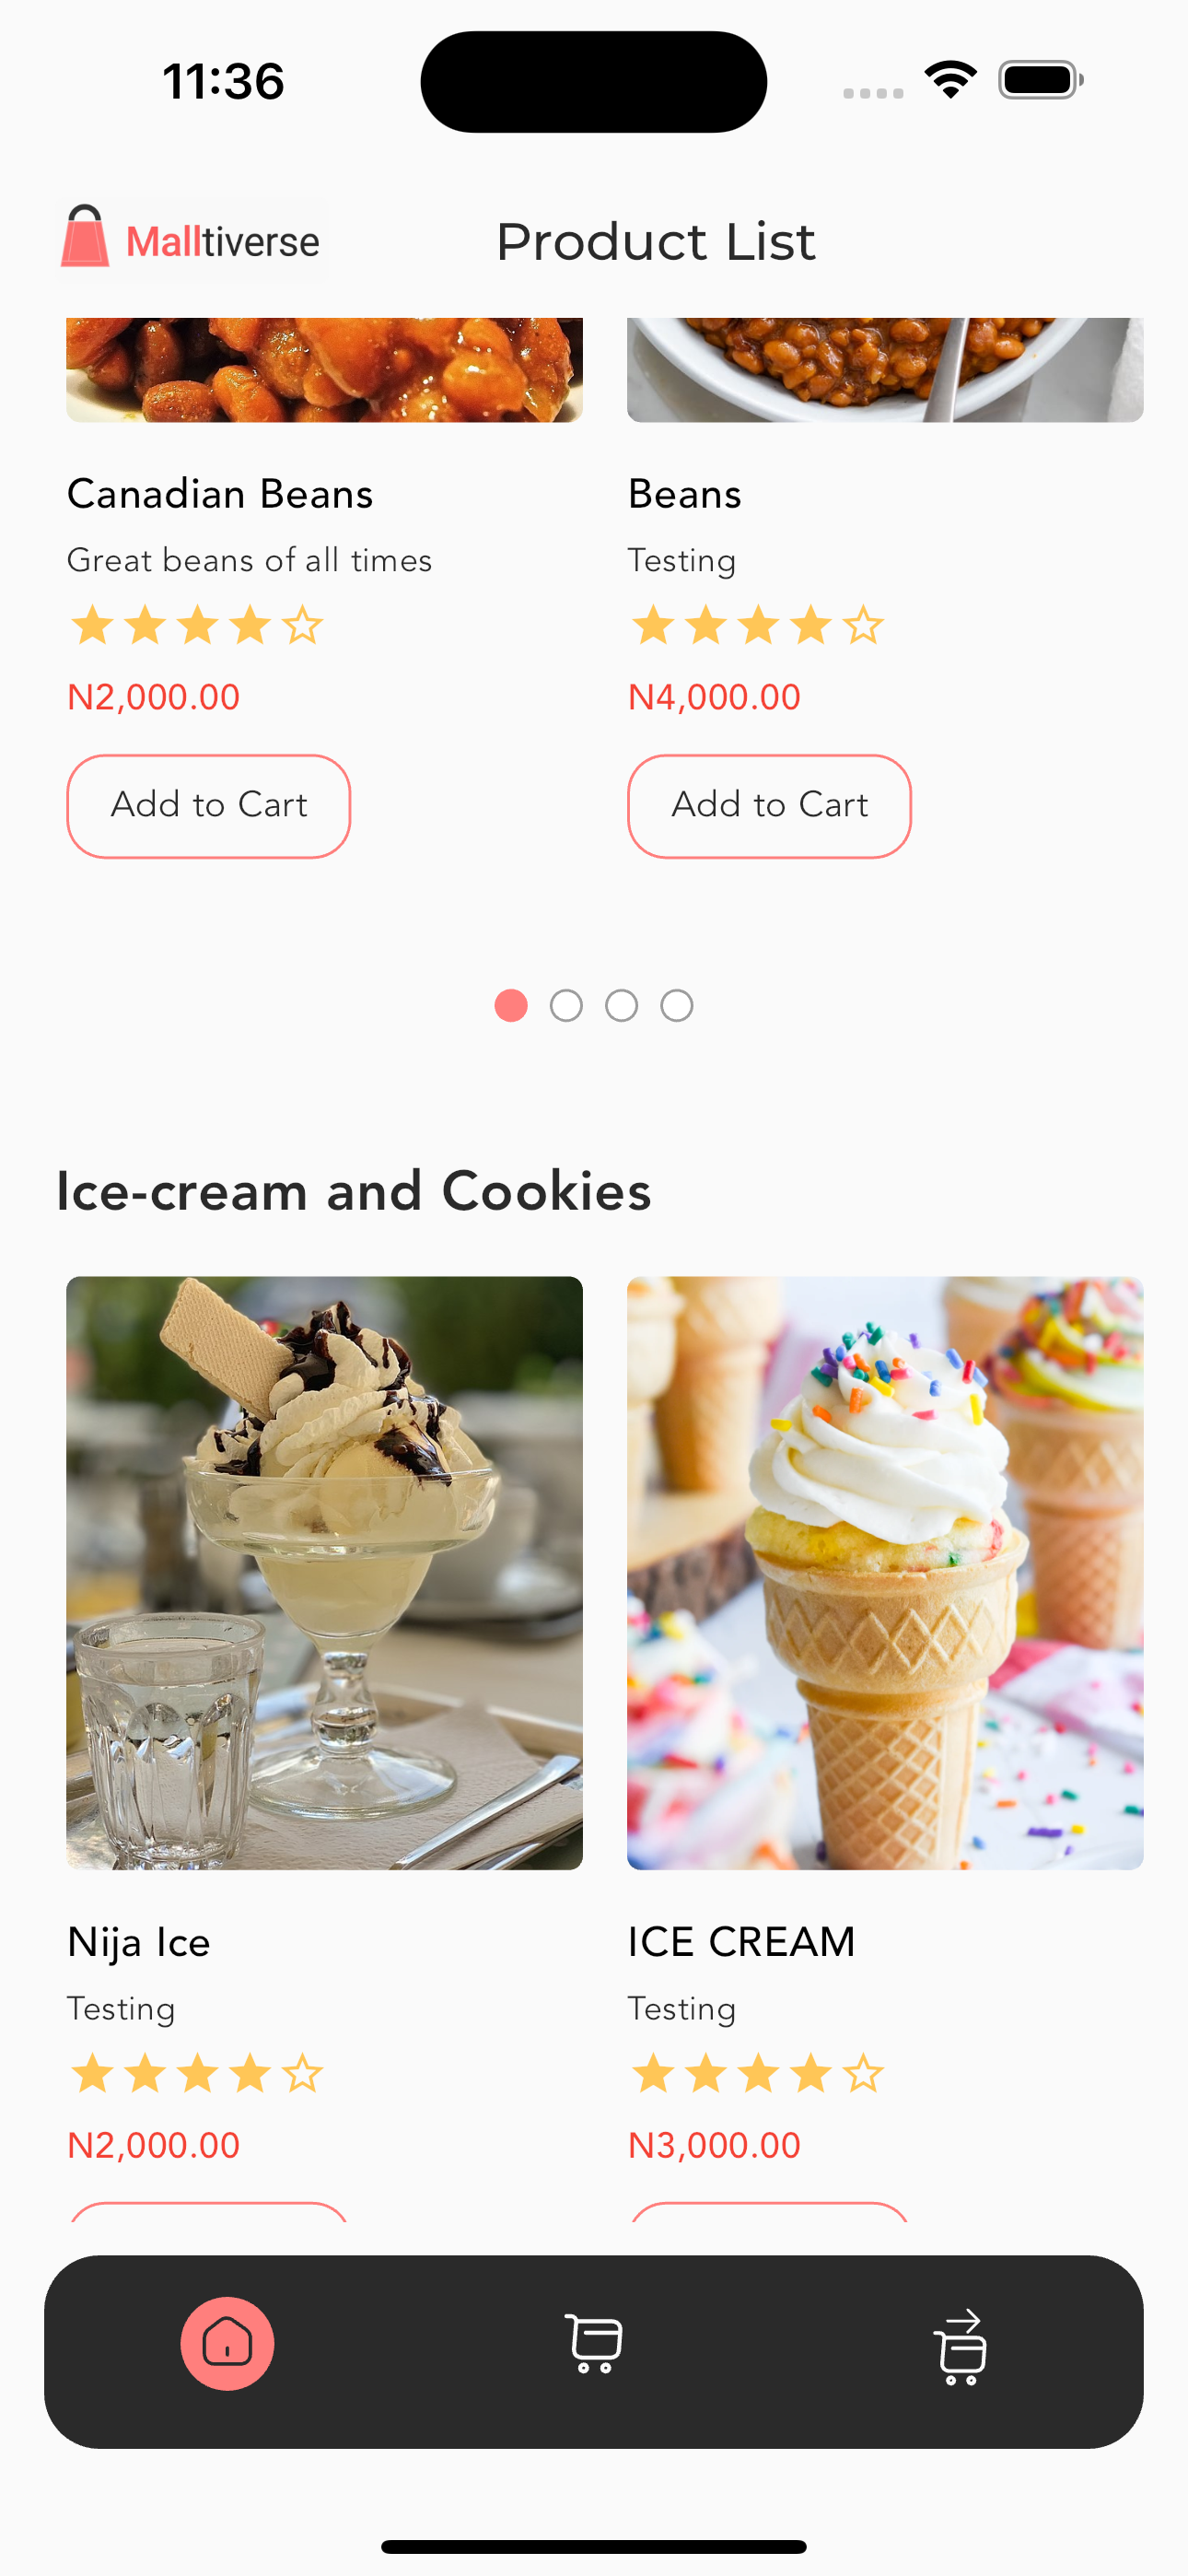 11:36
Malltiverse
Product List
Canadian Beans
Beans
Great beans of all times
Testing
N2,000.00
N4,000.00
Add to Cart
Add to Cart
Ice-cream and Cookies
Nija Ice
ICE CREAM
Testing
Testing
N2,000.00
N3,000.00